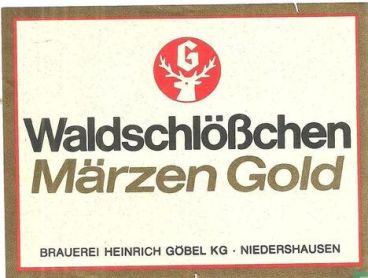 G
Waldschlößchen
Märzen Gold
BRAUEREI HEINRICH GÖBEL KG · NIEDERSHAUSEN